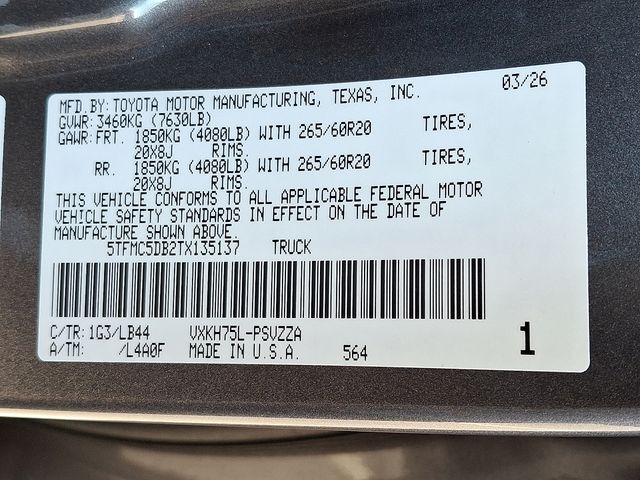 03/26
MFD.BY:TOYOTA MOTOR MANUFACTURING, TEXAS, INC.
GVWR:3460KG (7630LB)
GAWR:FRT. 1850KG (4080LB) WITH 265/60R20 TIRES,
20X8J RIMS.
RR. 1850KG (4080LB) WITH 265/60R20 TIRES,
20X8J RIMS.
THIS VEHICLE CONFORMS TO ALL APPLICABLE FEDERAL MOTOR
VEHICLE SAFETY STANDARDS IN EFFECT ON THE DATE OF
MANUFACTURE SHOWN ABOVE.
5TFMC5DB2TX135137 TRUCK
C/TR:1G3/LB44 VXKH75L-PSVZZA
A/TM: /L4A0F MADE IN U.S.A. 564
1